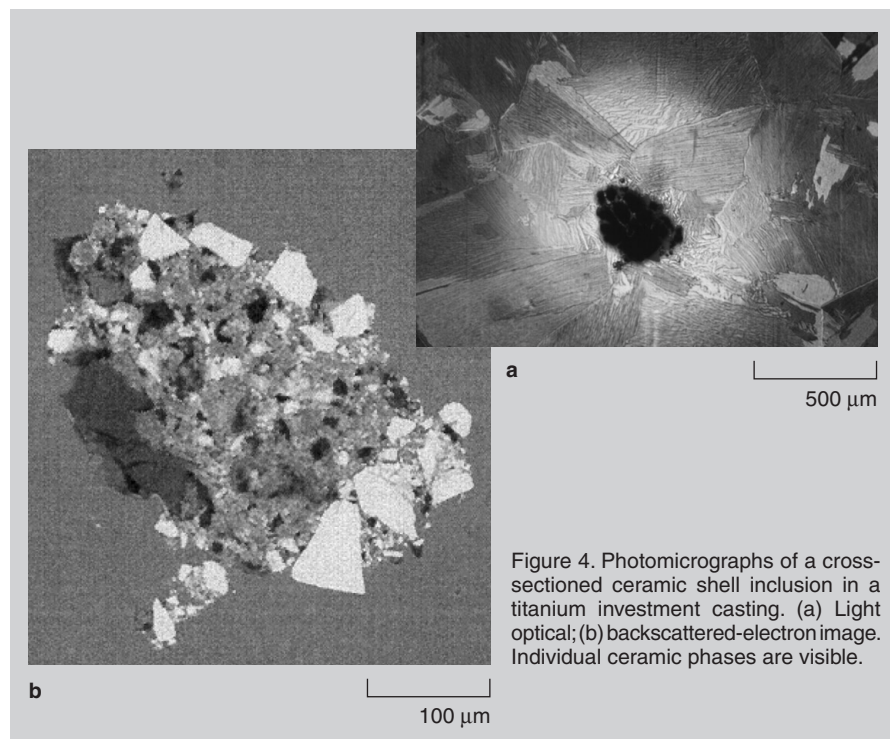 a
500 μm
b
100 μm
Figure 4. Photomicrographs of a cross-
sectioned ceramic shell inclusion in a
titanium investment casting. (a) Light
optical; (b) backscattered-electron image.
Individual ceramic phases are visible.